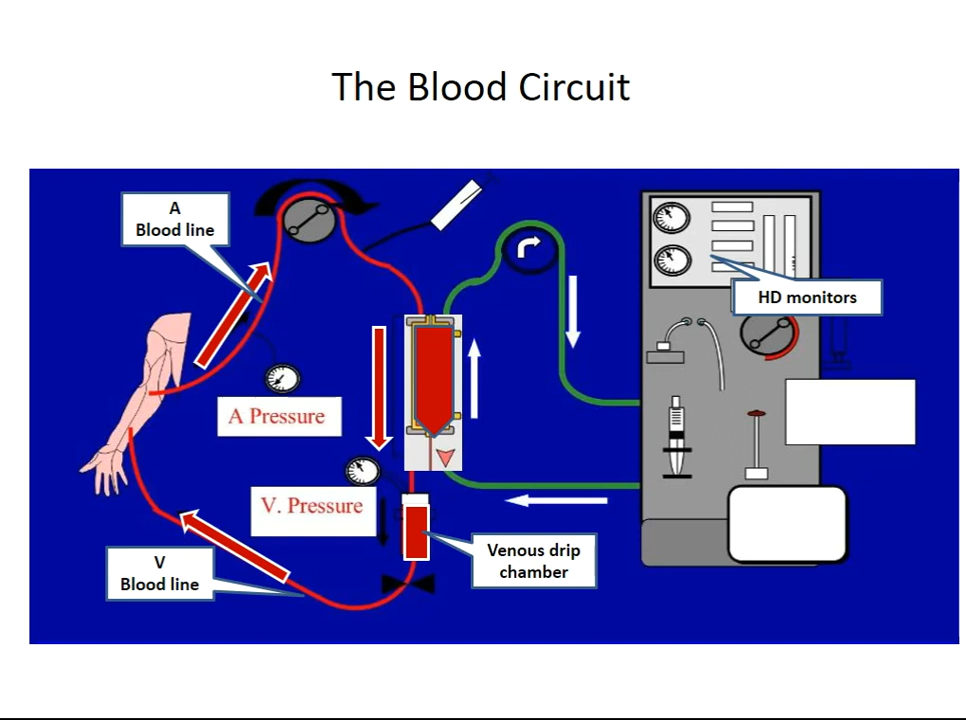 The Blood Circuit
A
Blood line
HD monitors
A Pressure
V. Pressure
Venous drip
chamber
V
Blood line